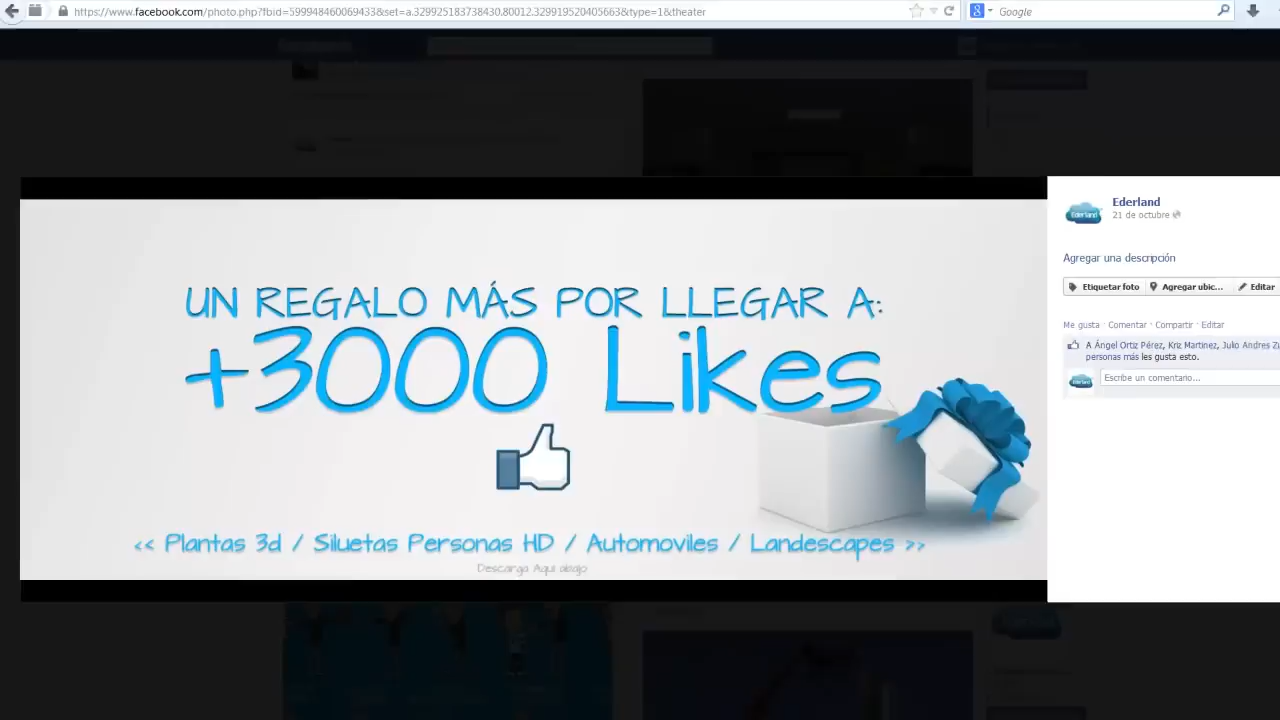 https://www.facebook.com/photo.php?fbid=599948460069433&set=a.329925183738430.80012.329919520405663&type=1&theater
Google
Ederland
21 de octubre
Agregar una descripción
Etiquetar foto
Agregar ubic...
Editar
Me gusta · Comentar · Compartir · Editar
A Ángel Ortiz Pérez, Kriz Martinez, Julio Andres Zu
personas más les gusta esto.
Escribe un comentario...
UN REGALO MÁS POR LLEGAR A:
+3000 Likes
<< Plantas 3d / Siluetas Personas HD / Automoviles / Landescapes >>
Descarga Aqui abajo